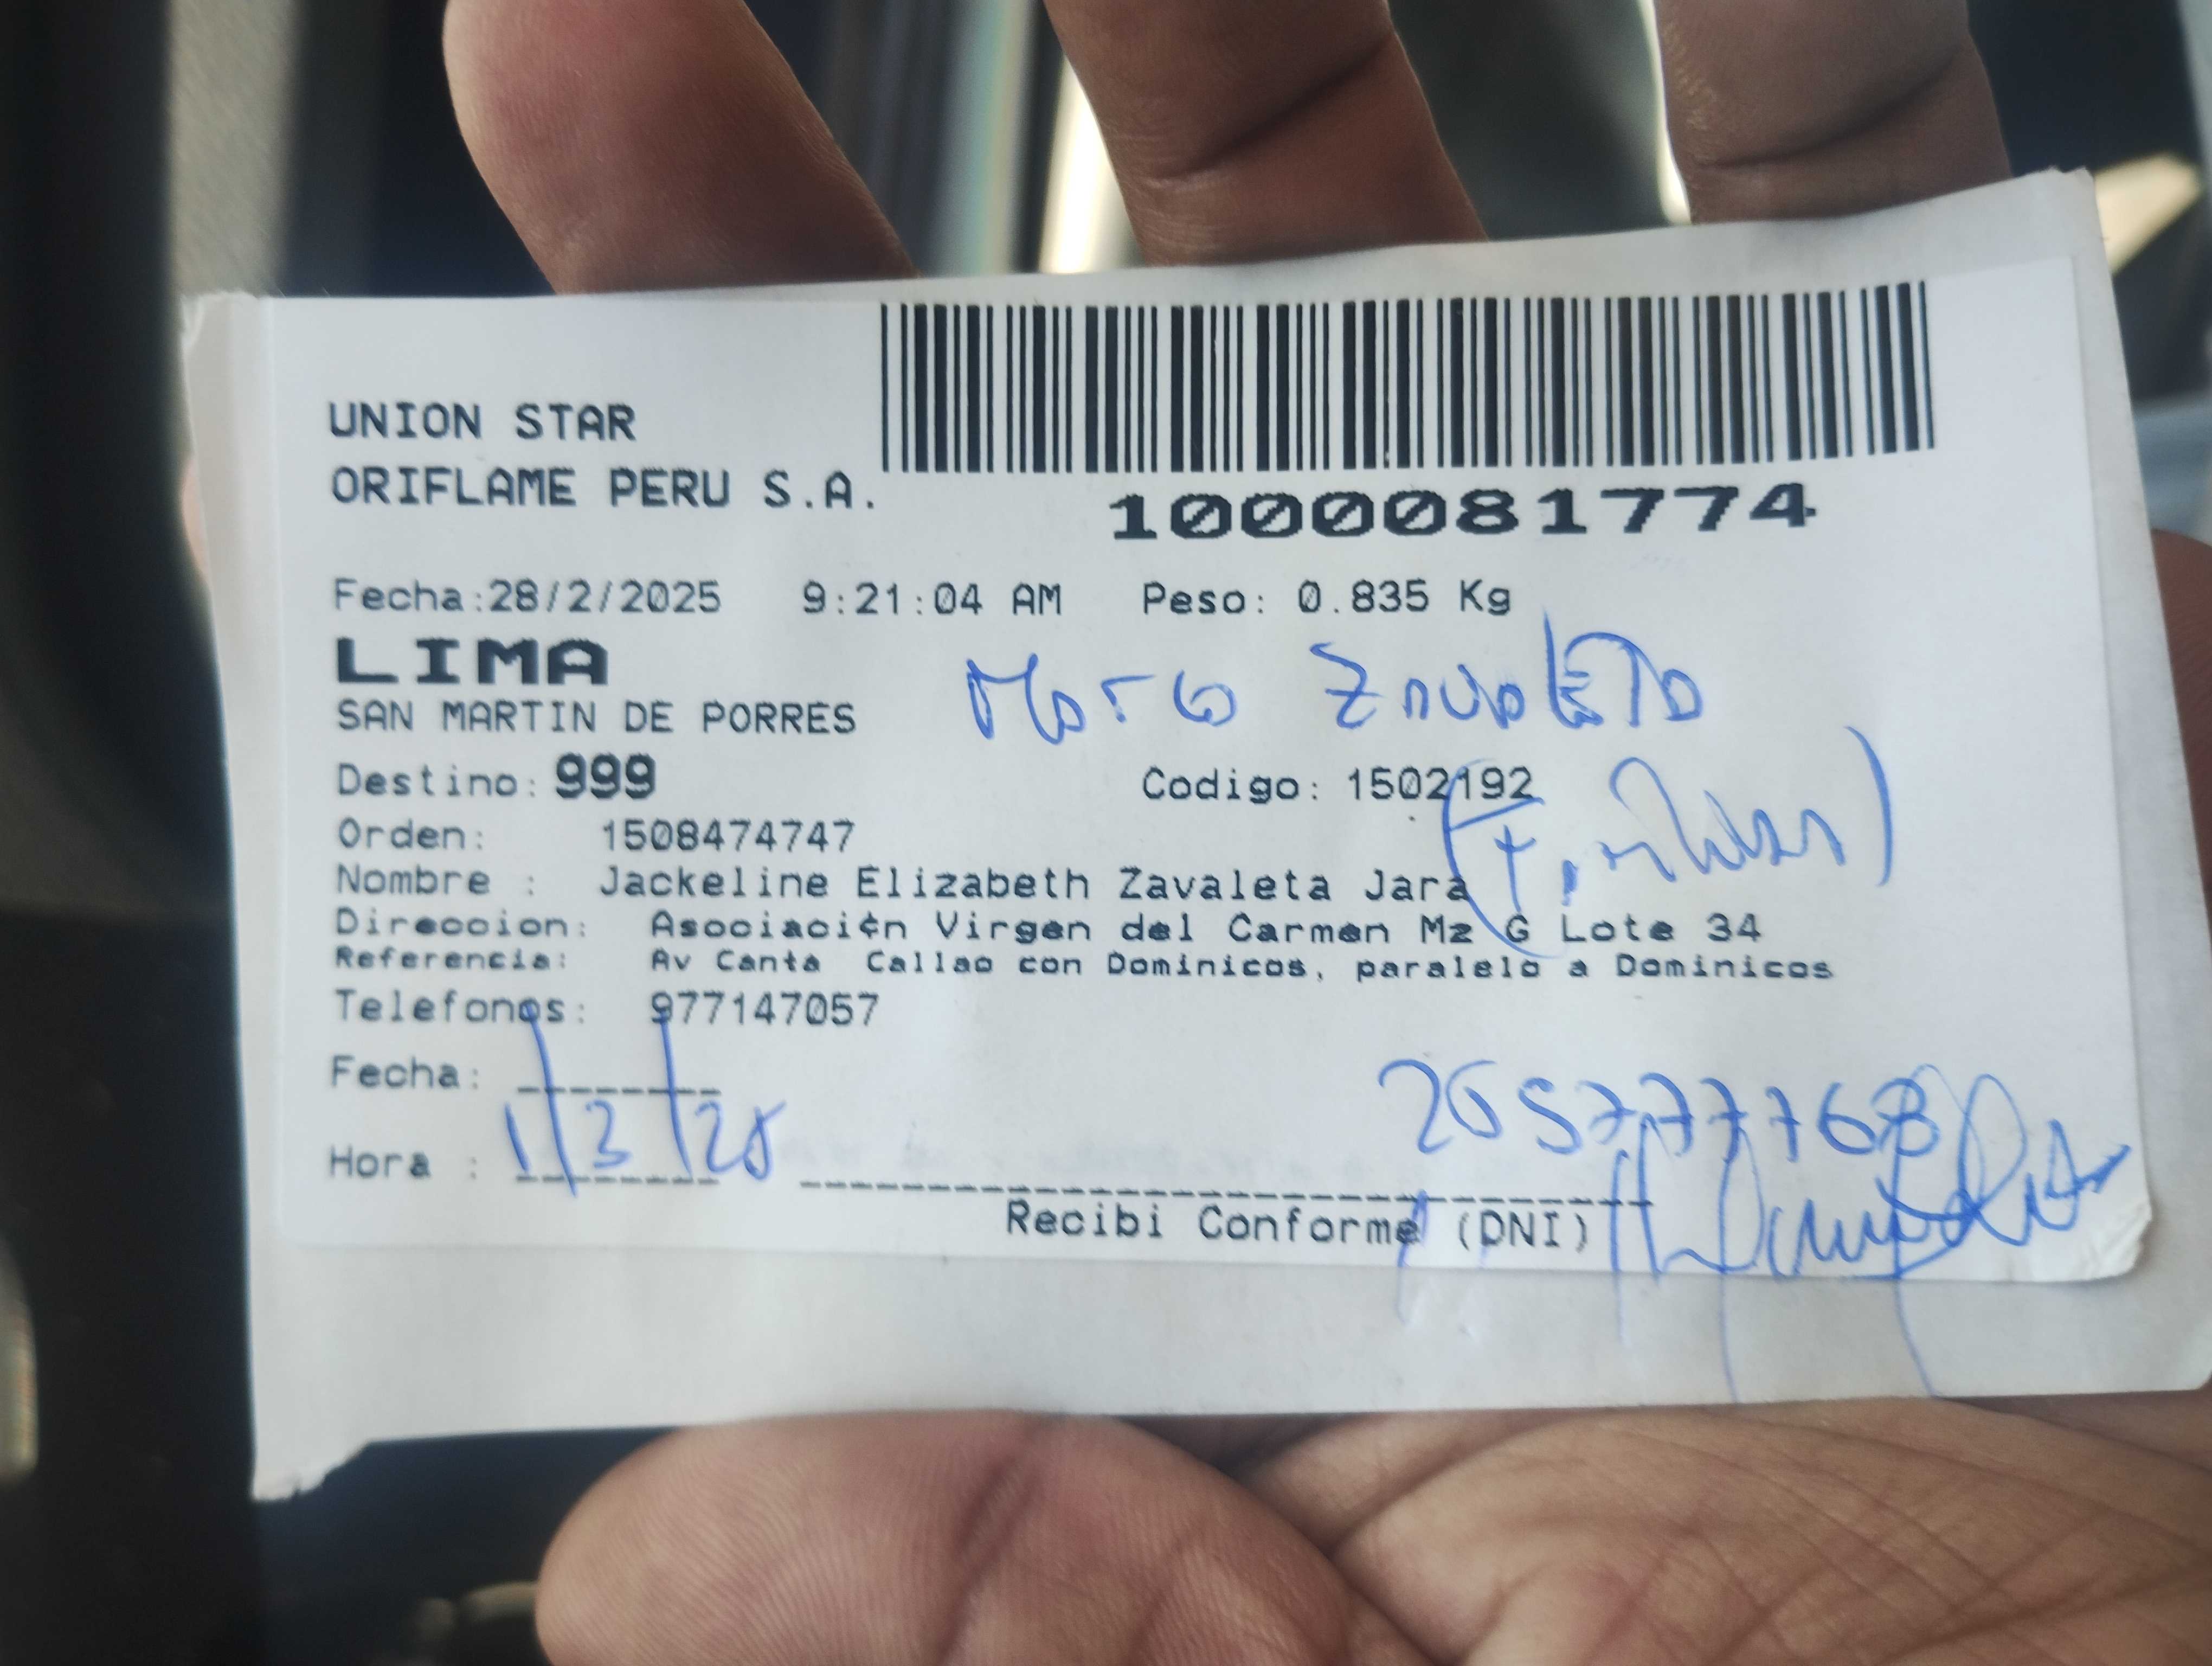 UNION STAR
ORIFLAME PERU S.A.
1000081774
Fecha:28/2/2025 9:21:04 AM Peso: 0.835 Kg
LIMA
SAN MARTIN DE PORRES
Marco Zavaleta
Destino: 999 Codigo: 1502192
Orden: 1508474747
Nombre : Jackeline Elizabeth Zavaleta Jara
Direccion: Asociaci¢n Virgen del Carmen Mz G Lote 34
Referencia: Av Canta Callao con Dominicos, paralelo a Dominicos
Telefonos: 977147057
Fecha:
1/3/25
Hora :
Recibi Conforme (DNI)